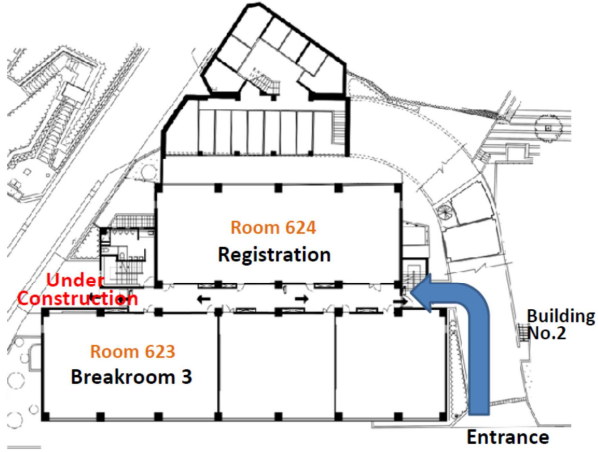 Room 624
Registration
Under
Construction
Building
No.2
Room 623
Breakroom 3
Entrance